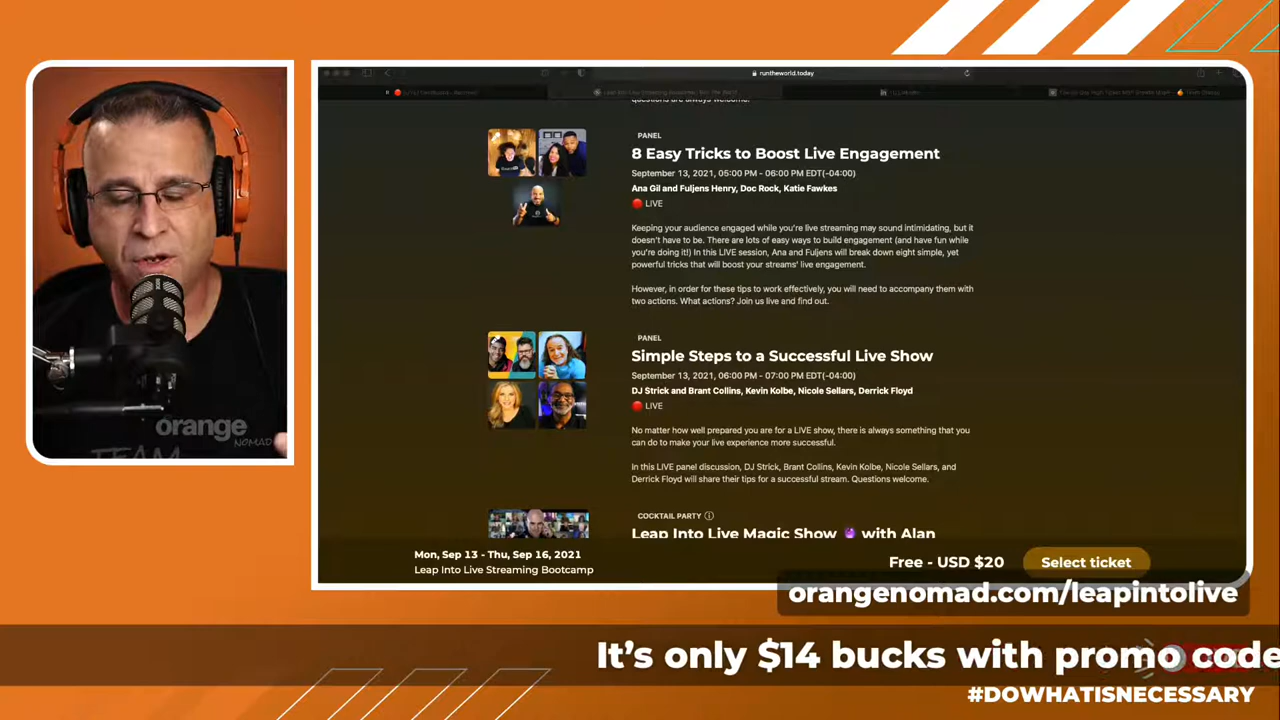 runtheworld.today
questions are always welcome!
PANEL
8 Easy Tricks to Boost Live Engagement
September 13, 2021, 05:00 PM - 06:00 PM EDT(-04:00)
Ana Gil and Fuljens Henry, Doc Rock, Katie Fawkes
LIVE
Keeping your audience engaged while you're live streaming may sound intimidating, but it
doesn't have to be. There are lots of easy ways to build engagement (and have fun while
you're doing it!) In this LIVE session, Ana and Fuljens will break down eight simple, yet
powerful tricks that will boost your streams' live engagement.
However, in order for these tips to work effectively, you will need to accompany them with
two actions. What actions? Join us live and find out.
PANEL
Simple Steps to a Successful Live Show
September 13, 2021, 06:00 PM - 07:00 PM EDT(-04:00)
DJ Strick and Brant Collins, Kevin Kolbe, Nicole Sellars, Derrick Floyd
LIVE
No matter how well prepared you are for a LIVE show, there is always something that you
can do to make your live experience more successful.
In this LIVE panel discussion, DJ Strick, Brant Collins, Kevin Kolbe, Nicole Sellars, and
Derrick Floyd will share their tips for a successful stream. Questions welcome.
COCKTAIL PARTY
Leap Into Live Magic Show with Alan
Mon, Sep 13 - Thu, Sep 16, 2021
Leap Into Live Streaming Bootcamp
Free - USD $20
Select ticket
orange
NOMAD
TEAM
orangenomad.com/leapintolive
It's only $14 bucks with promo code
#DOWHATISNECESSARY